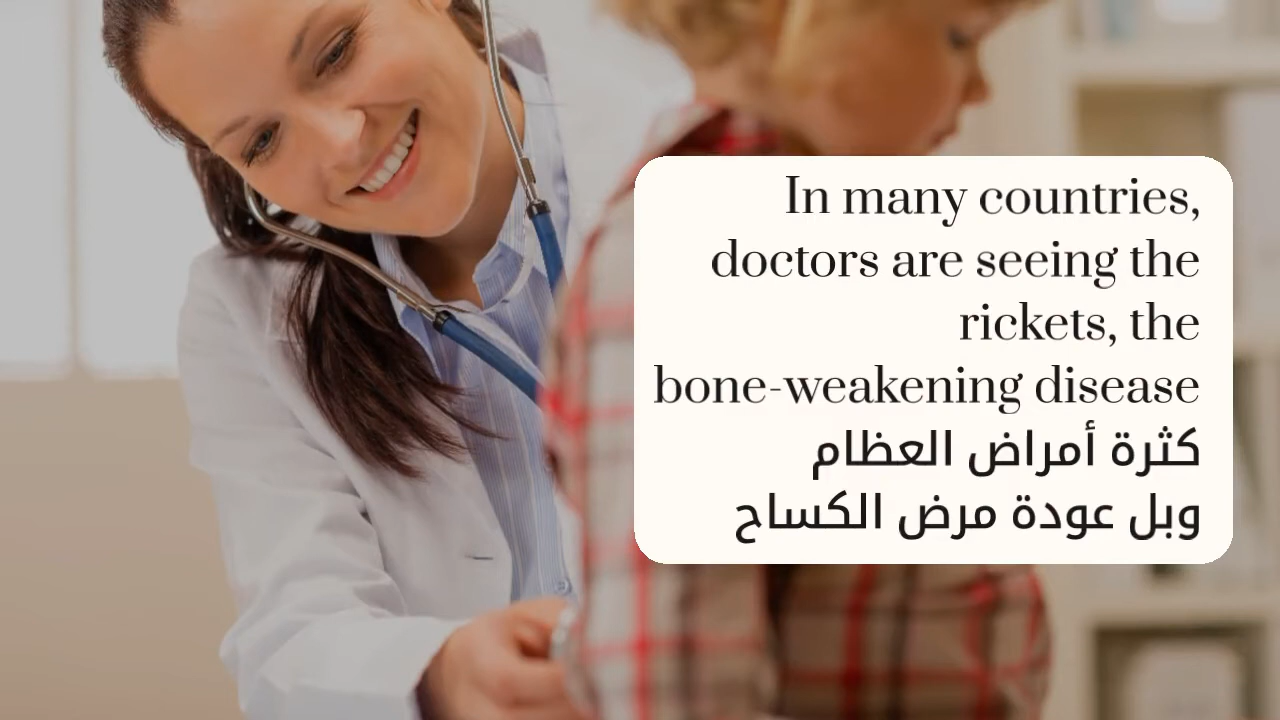 In many countries,
doctors are seeing the
rickets, the
bone-weakening disease
كثرة أمراض العظام
وبل عودة مرض الكساح